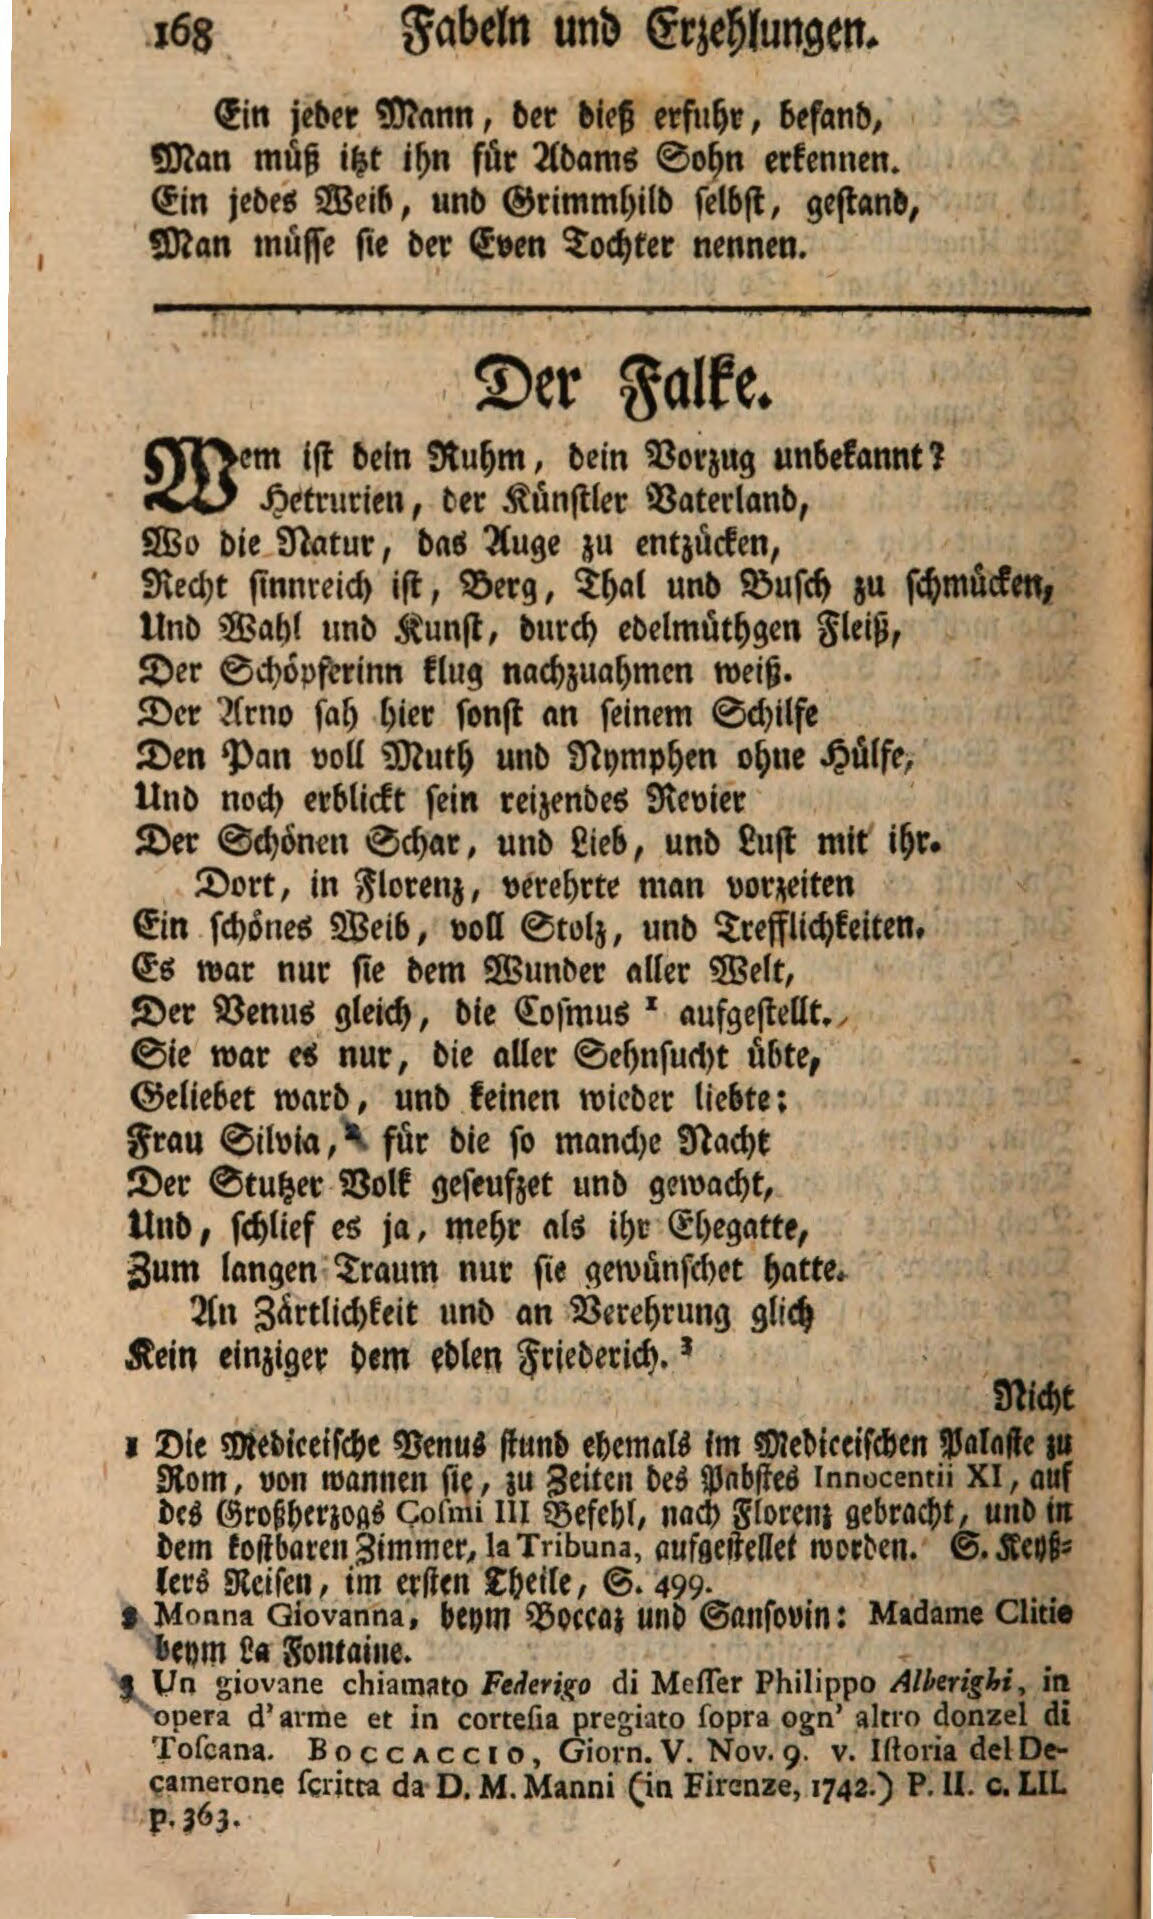 168 Fabeln und Erzehlungen.
Ein jeder Mann, der dieß erfuhr, befand,
Man müß itzt ihn für Adams Sohn erkennen.
Ein jedes Weib, und Grimmhild selbst, gestand,
Man müsse sie der Even Tochter nennen.
Der Falke.
Wem ist dein Ruhm, dein Vorzug unbekannt?
Hetrurien, der Künstler Vaterland,
Wo die Natur, das Auge zu entzücken,
Recht sinnreich ist, Berg, Thal und Busch zu schmücken,
Und Wahl und Kunst, durch edelmüthgen Fleiß,
Der Schöpferinn klug nachzuahmen weiß.
Der Arno sah hier sonst an seinem Schilfe
Den Pan voll Muth und Nymphen ohne Hülfe,
Und noch erblickt sein reizendes Revier
Der Schönen Schar, und Lieb, und Lust mit ihr.
Dort, in Florenz, verehrte man vorzeiten
Ein schönes Weib, voll Stolz, und Trefflichkeiten.
Es war nur sie dem Wunder aller Welt,
Der Venus gleich, die Cosmus 1 aufgestellt.
Sie war es nur, die aller Sehnsucht übte,
Geliebet ward, und keinen wieder liebte:
Frau Silvia, 2 für die so manche Nacht
Der Stutzer Volk geseufzet und gewacht,
Und, schlief es ja, mehr als ihr Ehegatte,
Zum langen Traum nur sie gewünschet hatte.
An Zärtlichkeit und an Verehrung glich
Kein einziger dem edlen Friederich. 3
Nicht
1 Die Mediceische Venus stund ehemals im Mediceischen Palaste zu
Rom, von wannen sie, zu Zeiten des Pabstes Innocentii XI, auf
des Großherzogs Cosmi III Befehl, nach Florenz gebracht, und in
dem kostbaren Zimmer, la Tribuna, aufgestellet worden. S. Keyß-
lers Reisen, im ersten Theile, S. 499.
2 Monna Giovanna, beym Boccaz und Sansovin: Madame Clitie
beym La Fontaine.
3 Un giovane chiamato Federigo di Messer Philippo Alberighi, in
opera d'arme et in cortesia pregiato sopra ogn' altro donzel di
Toscana. BOCCACCIO, Giorn. V. Nov. 9. v. Istoria del De-
camerone scritta da D. M. Manni (in Firenze, 1742.) P. II. c. LII.
p. 363.